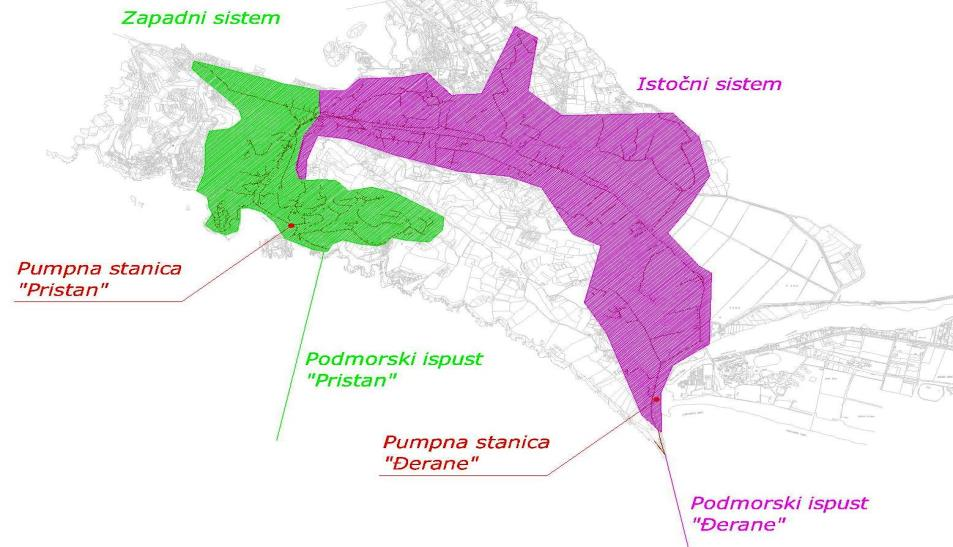 Zapadni sistem
Istočni sistem
Pumpna stanica
"Pristan"
Podmorski ispust
"Pristan"
Pumpna stanica
"Đerane"
Podmorski ispust
"Đerane"